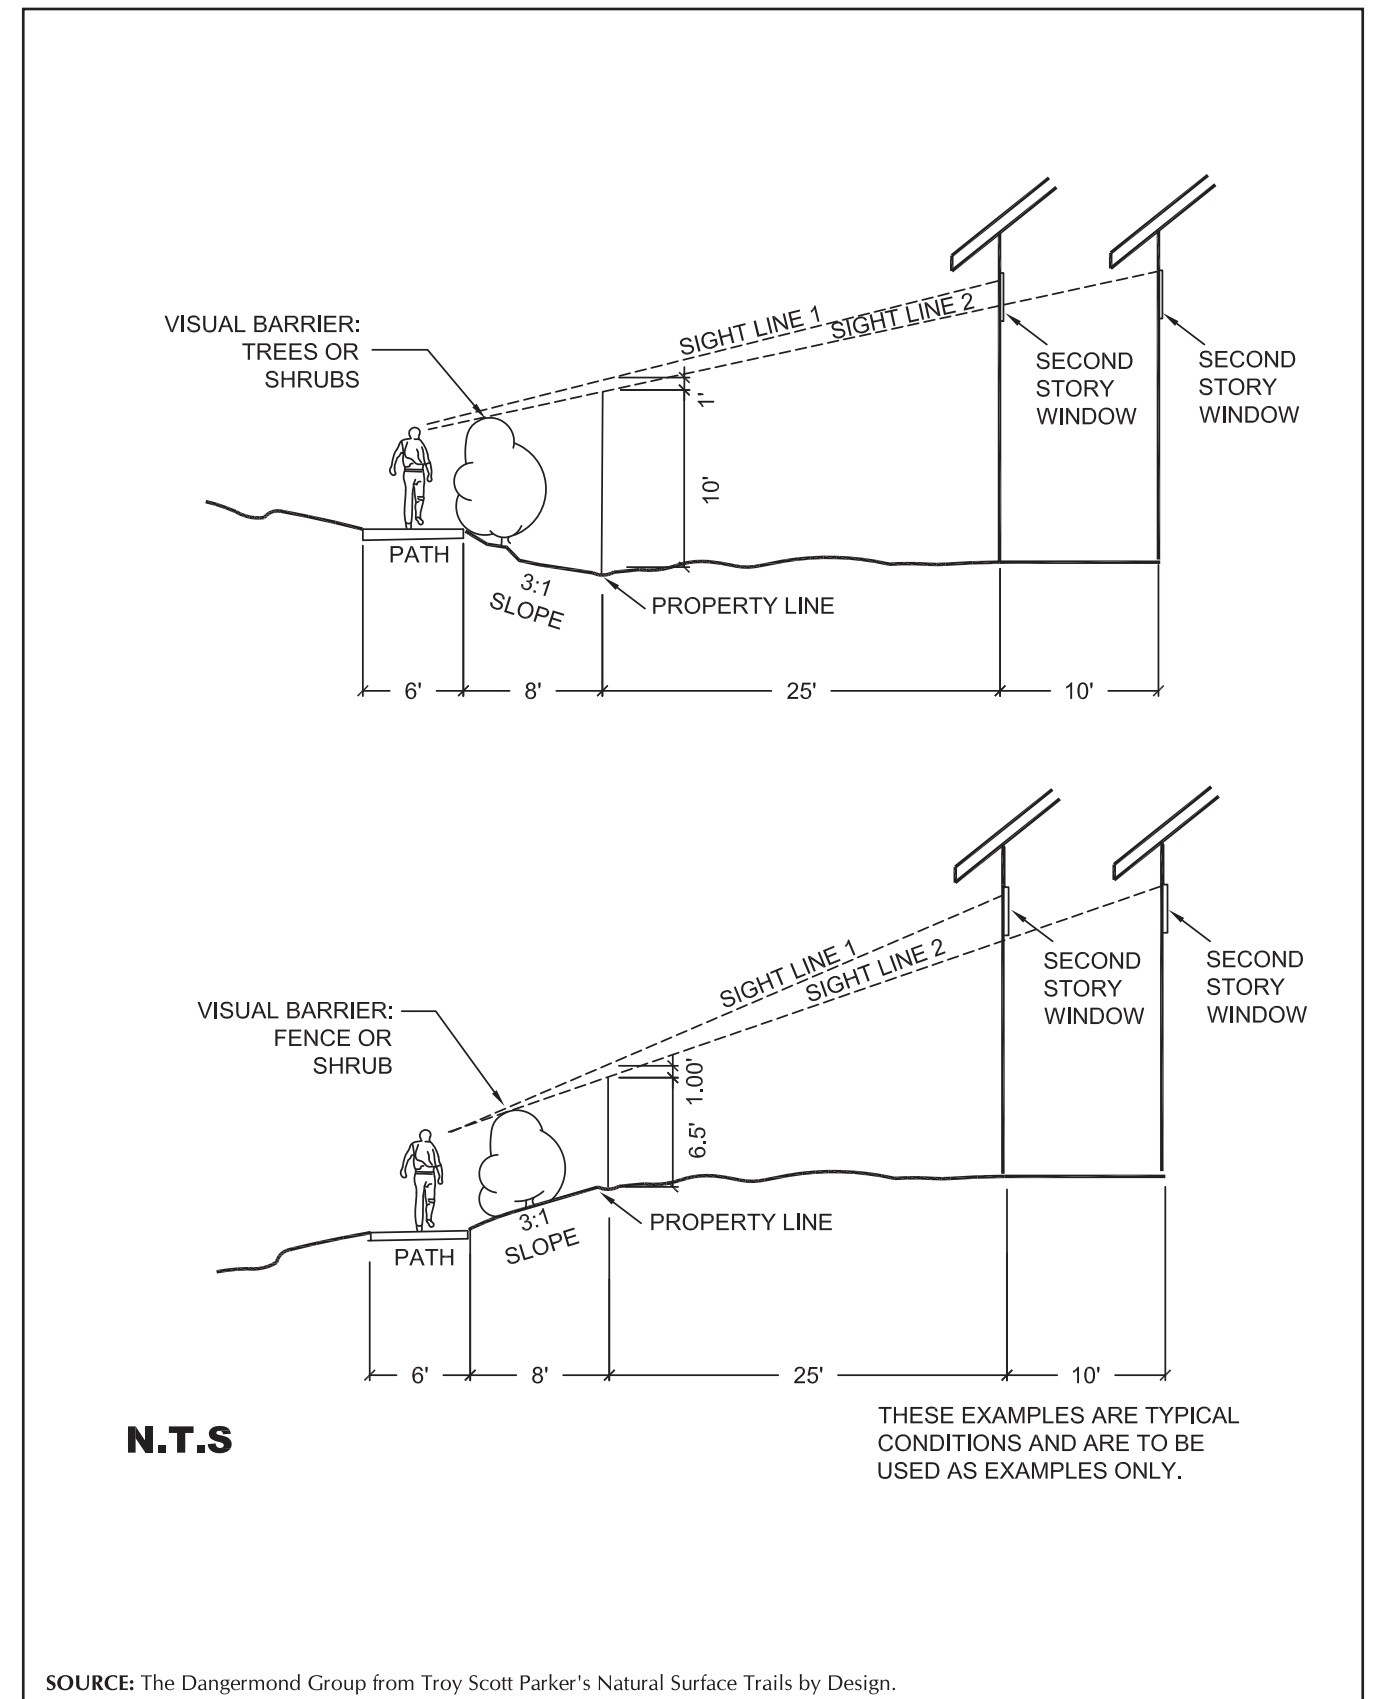 VISUAL BARRIER:
TREES OR
SHRUBS
SIGHT LINE 1
SIGHT LINE 2
SECOND
STORY
WINDOW
SECOND
STORY
WINDOW
1'
10'
PATH
3:1
SLOPE
PROPERTY LINE
6'
8'
25'
10'
VISUAL BARRIER:
FENCE OR
SHRUB
SIGHT LINE 1
SIGHT LINE 2
SECOND
STORY
WINDOW
SECOND
STORY
WINDOW
1.00'
6.5'
PATH
3:1
SLOPE
PROPERTY LINE
6'
8'
25'
10'
N.T.S
THESE EXAMPLES ARE TYPICAL
CONDITIONS AND ARE TO BE
USED AS EXAMPLES ONLY.
SOURCE: The Dangermond Group from Troy Scott Parker's Natural Surface Trails by Design.